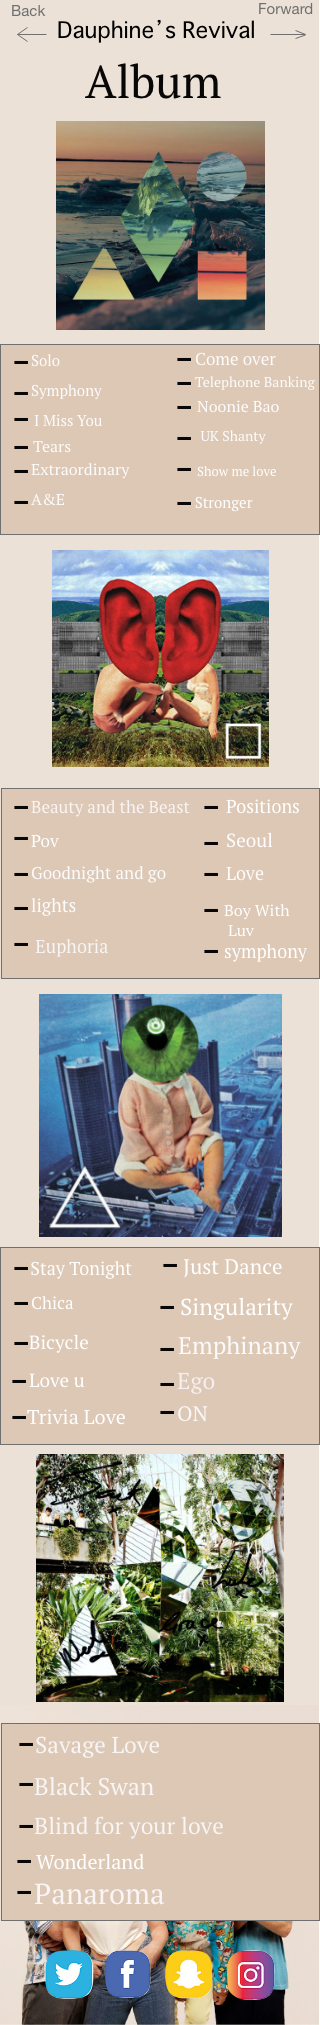 Back
Forward
Dauphine's Revival
Album
Solo
Symphony
I Miss You
Tears
Extraordinary
A&E
Come over
Telephone Banking
Noonie Bao
UK Shanty
Show me love
Stronger
Beauty and the Beast
Pov
Goodnight and go
lights
Euphoria
Positions
Seoul
Love
Boy With
Luv
symphony
Stay Tonight
Chica
Bicycle
Love u
Trivia Love
Just Dance
Singularity
Emphinany
Ego
ON
Grace
Savage Love
Black Swan
Blind for your love
Wonderland
Panaroma